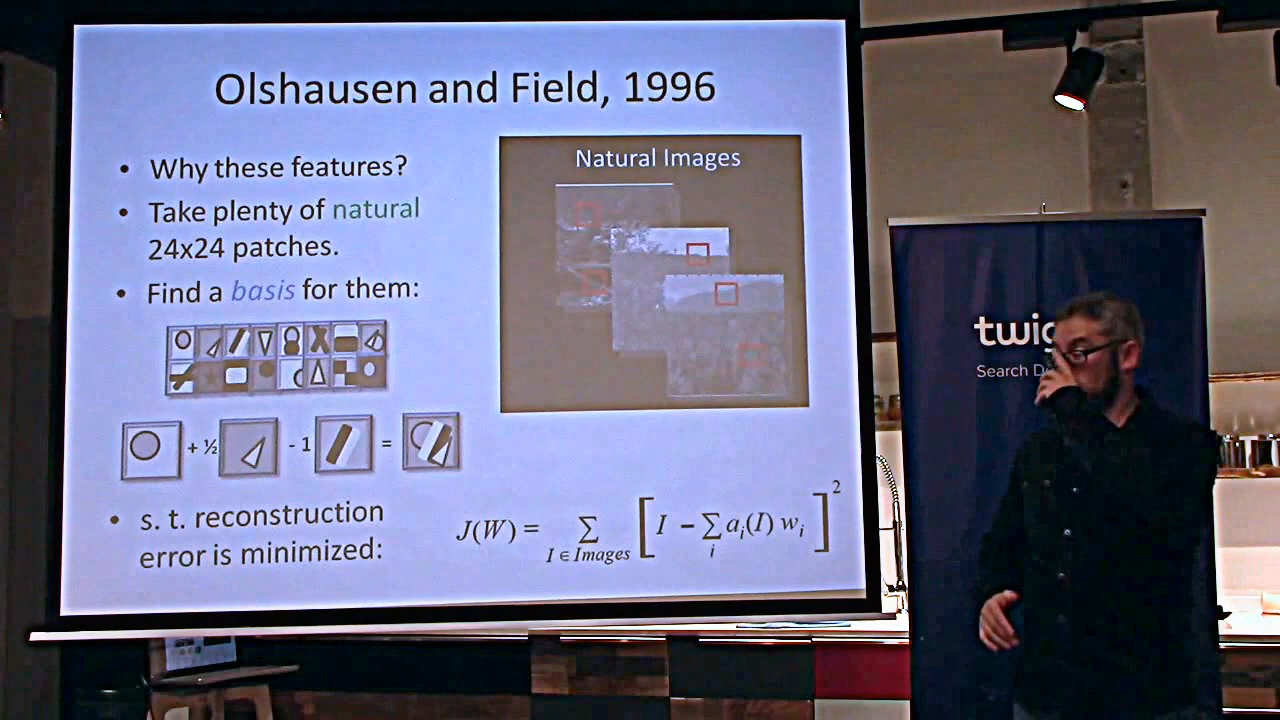 Olshausen and Field, 1996
• Why these features?
• Take plenty of natural
24x24 patches.
• Find a basis for them:
+ ½ - 1 =
• s. t. reconstruction
error is minimized:
Natural Images
J(W) = ∑ I ∈ Images [ I − ∑ i a_i(I) w_i ]²
twig
Search D